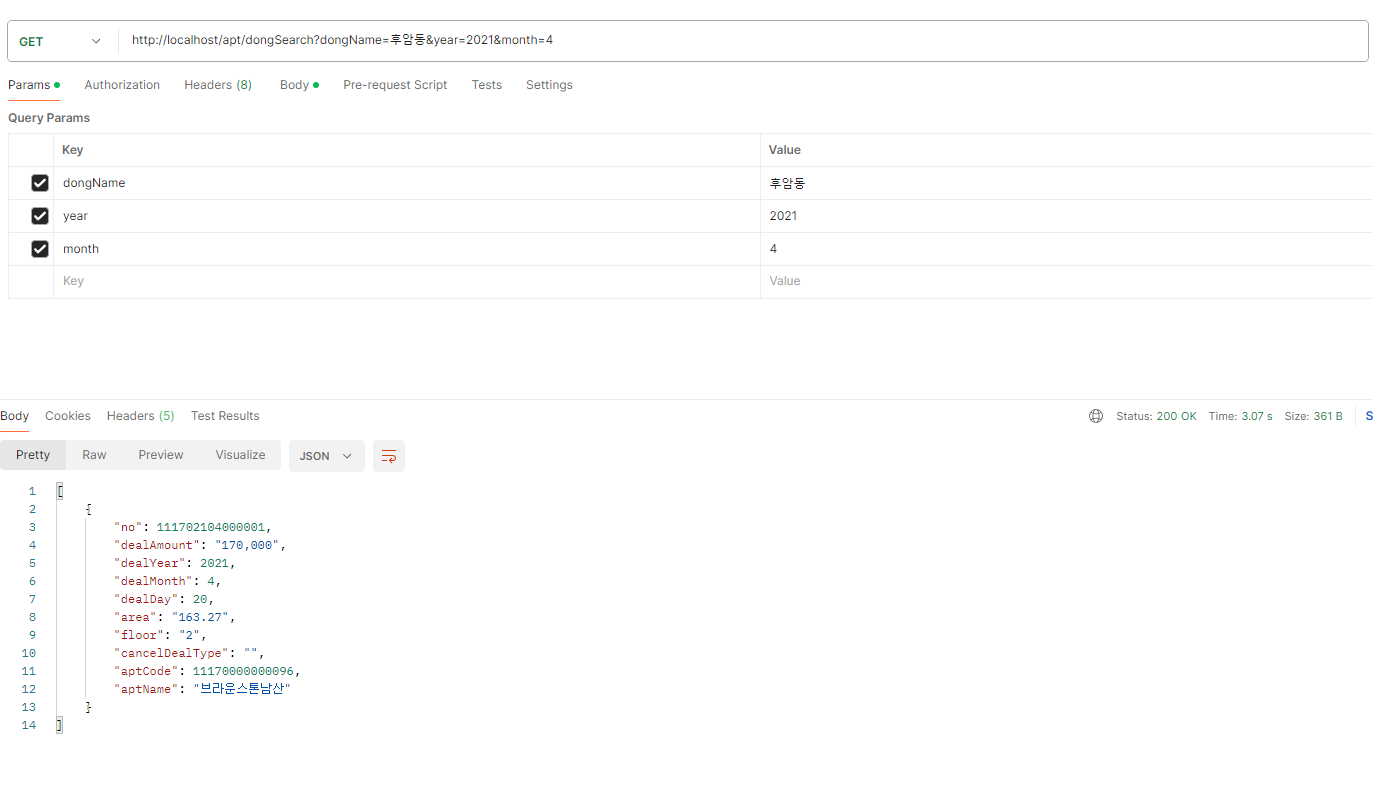 GET http://localhost/apt/dongSearch?dongName=후암동&year=2021&month=4
Params Authorization Headers (8) Body Pre-request Script Tests Settings
Query Params
Key Value
dongName 후암동
year 2021
month 4
Key Value
Body Cookies Headers (5) Test Results Status: 200 OK Time: 3.07 s Size: 361 B S
Pretty Raw Preview Visualize JSON
1 [
2 {
3 "no": 111702104000001,
4 "dealAmount": "170,000",
5 "dealYear": 2021,
6 "dealMonth": 4,
7 "dealDay": 20,
8 "area": "163.27",
9 "floor": "2",
10 "cancelDealType": "",
11 "aptCode": 11170000000096,
12 "aptName": "브라운스톤남산"
13 }
14 ]